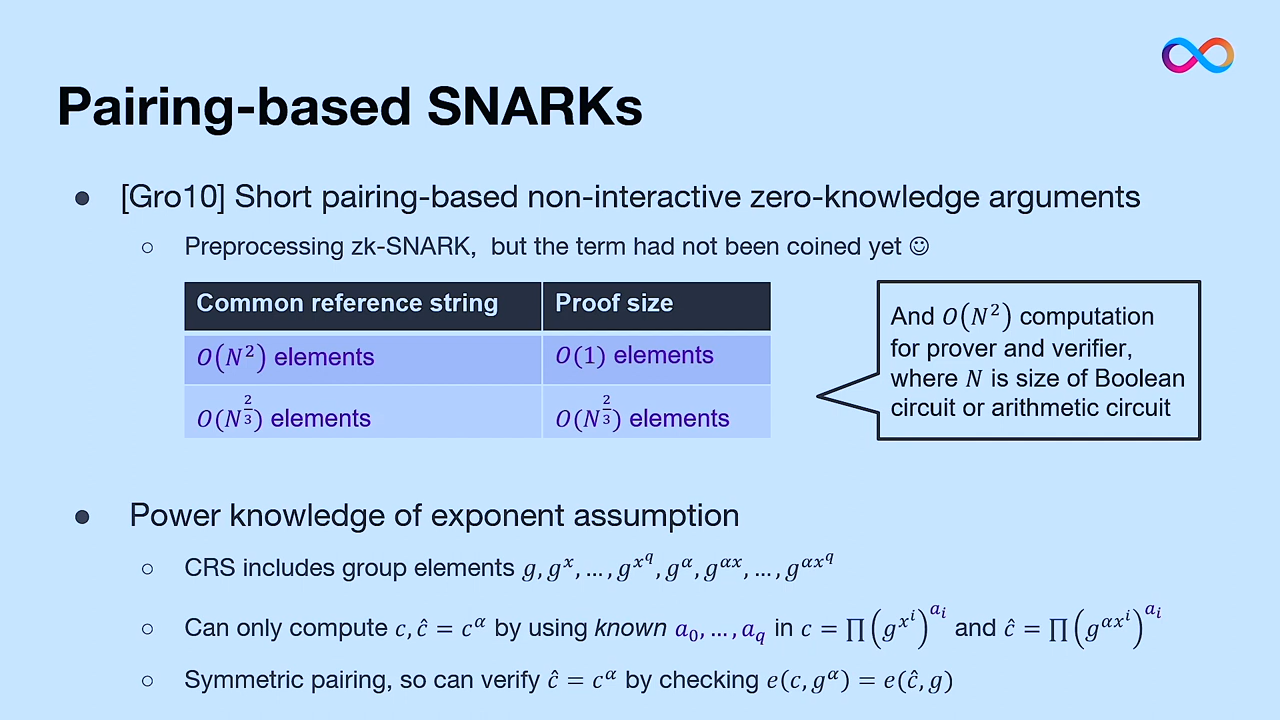 Pairing-based SNARKs
● [Gro10] Short pairing-based non-interactive zero-knowledge arguments
○ Preprocessing zk-SNARK, but the term had not been coined yet ☺
Common reference string | Proof size
O(N²) elements | O(1) elements
O(N^{2/3}) elements | O(N^{2/3}) elements
And O(N²) computation
for prover and verifier,
where N is size of Boolean
circuit or arithmetic circuit
● Power knowledge of exponent assumption
○ CRS includes group elements g, g^x, …, g^{x^q}, g^α, g^{αx}, …, g^{αx^q}
○ Can only compute c, ĉ = c^α by using known a_0, …, a_q in c = ∏(g^{x^i})^{a_i} and ĉ = ∏(g^{αx^i})^{a_i}
○ Symmetric pairing, so can verify ĉ = c^α by checking e(c, g^α) = e(ĉ, g)